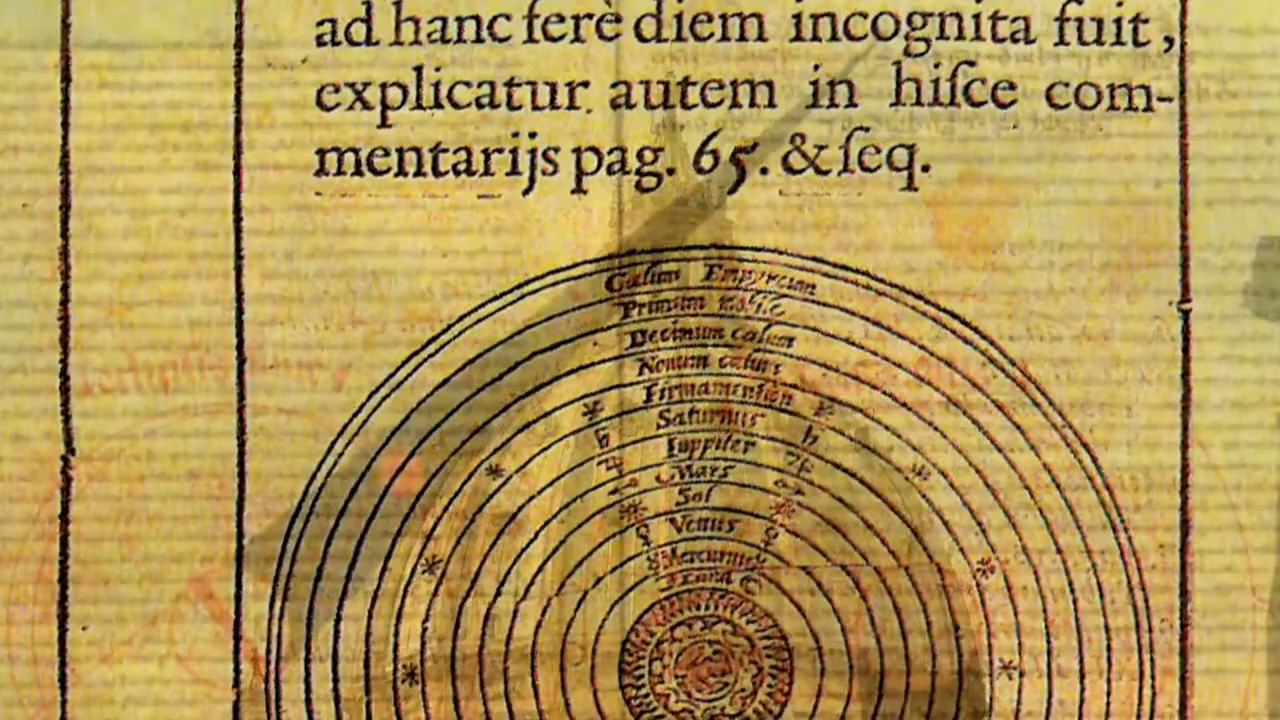 ad hanc ferè diem incognita fuit,
explicatur autem in hiſce com-
mentarijs pag. 65. & ſeq.
Cœlum Empyreum
Primum mobile
Decimum cœlum
Nonum cœlum
Firmamentum
Saturnus
Iuppiter
Mars
Sol
Venus
Mercurius
Luna